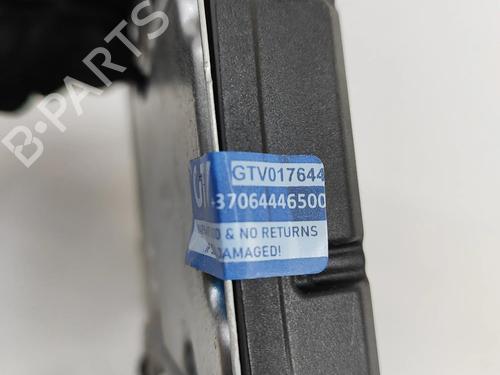 B-PARTS
GTV017644
+37064446500
& NO RETURNS
DAMAGED!